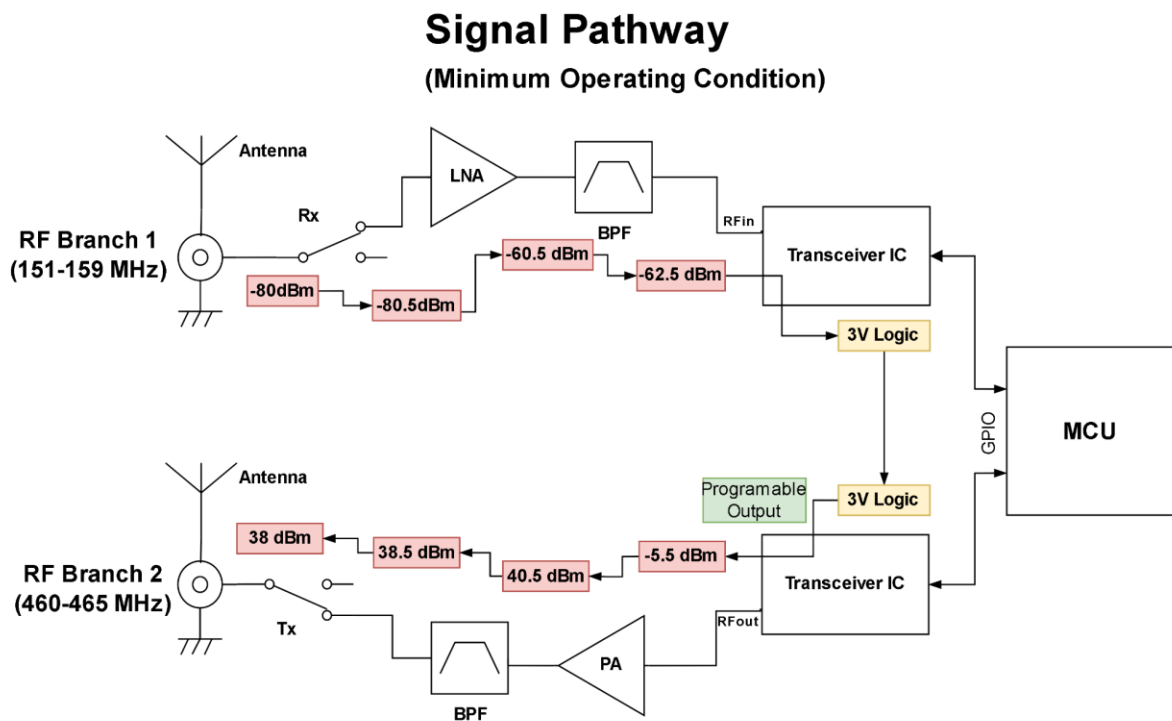 Signal Pathway
(Minimum Operating Condition)
Antenna
LNA
BPF
Rx
RF Branch 1
(151-159 MHz)
RFin
Transceiver IC
-80dBm
-80.5dBm
-60.5 dBm
-62.5 dBm
3V Logic
GPIO
MCU
Antenna
Programable
Output
3V Logic
38 dBm
38.5 dBm
40.5 dBm
-5.5 dBm
Transceiver IC
RF Branch 2
(460-465 MHz)
Tx
RFout
PA
BPF